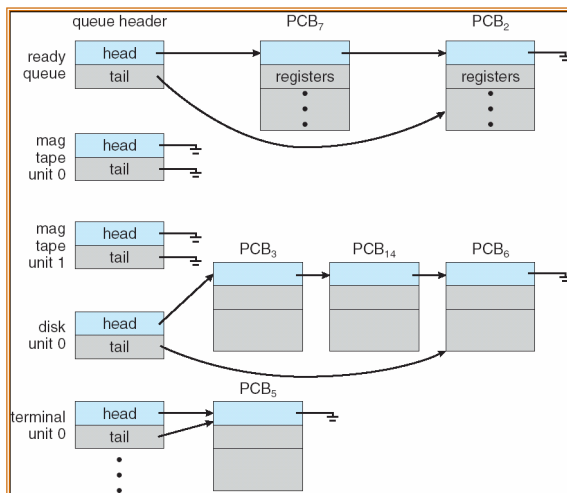 queue header
PCB7
PCB2
ready
queue
head
tail
registers
registers
mag
tape
unit 0
head
tail
mag
tape
unit 1
head
tail
PCB3
PCB14
PCB6
disk
unit 0
head
tail
PCB5
terminal
unit 0
head
tail